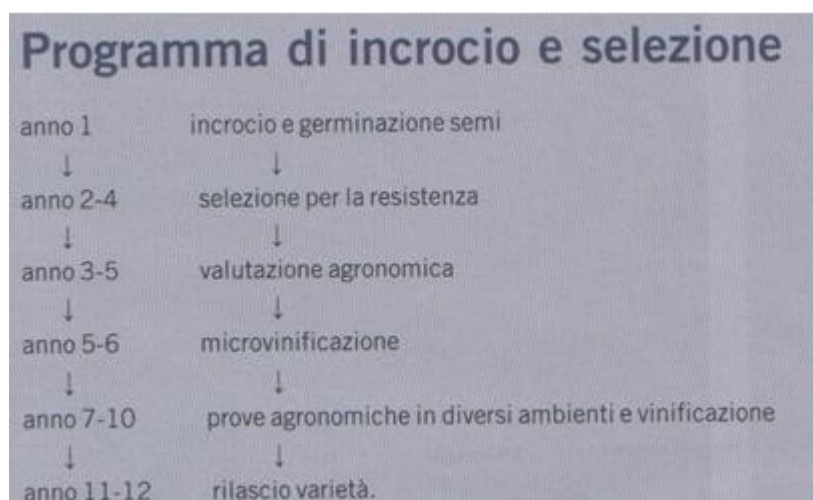 Programma di incrocio e selezione
anno 1 incrocio e germinazione semi
↓ ↓
anno 2-4 selezione per la resistenza
↓ ↓
anno 3-5 valutazione agronomica
↓ ↓
anno 5-6 microvinificazione
↓ ↓
anno 7-10 prove agronomiche in diversi ambienti e vinificazione
↓ ↓
anno 11-12 rilascio varietà.